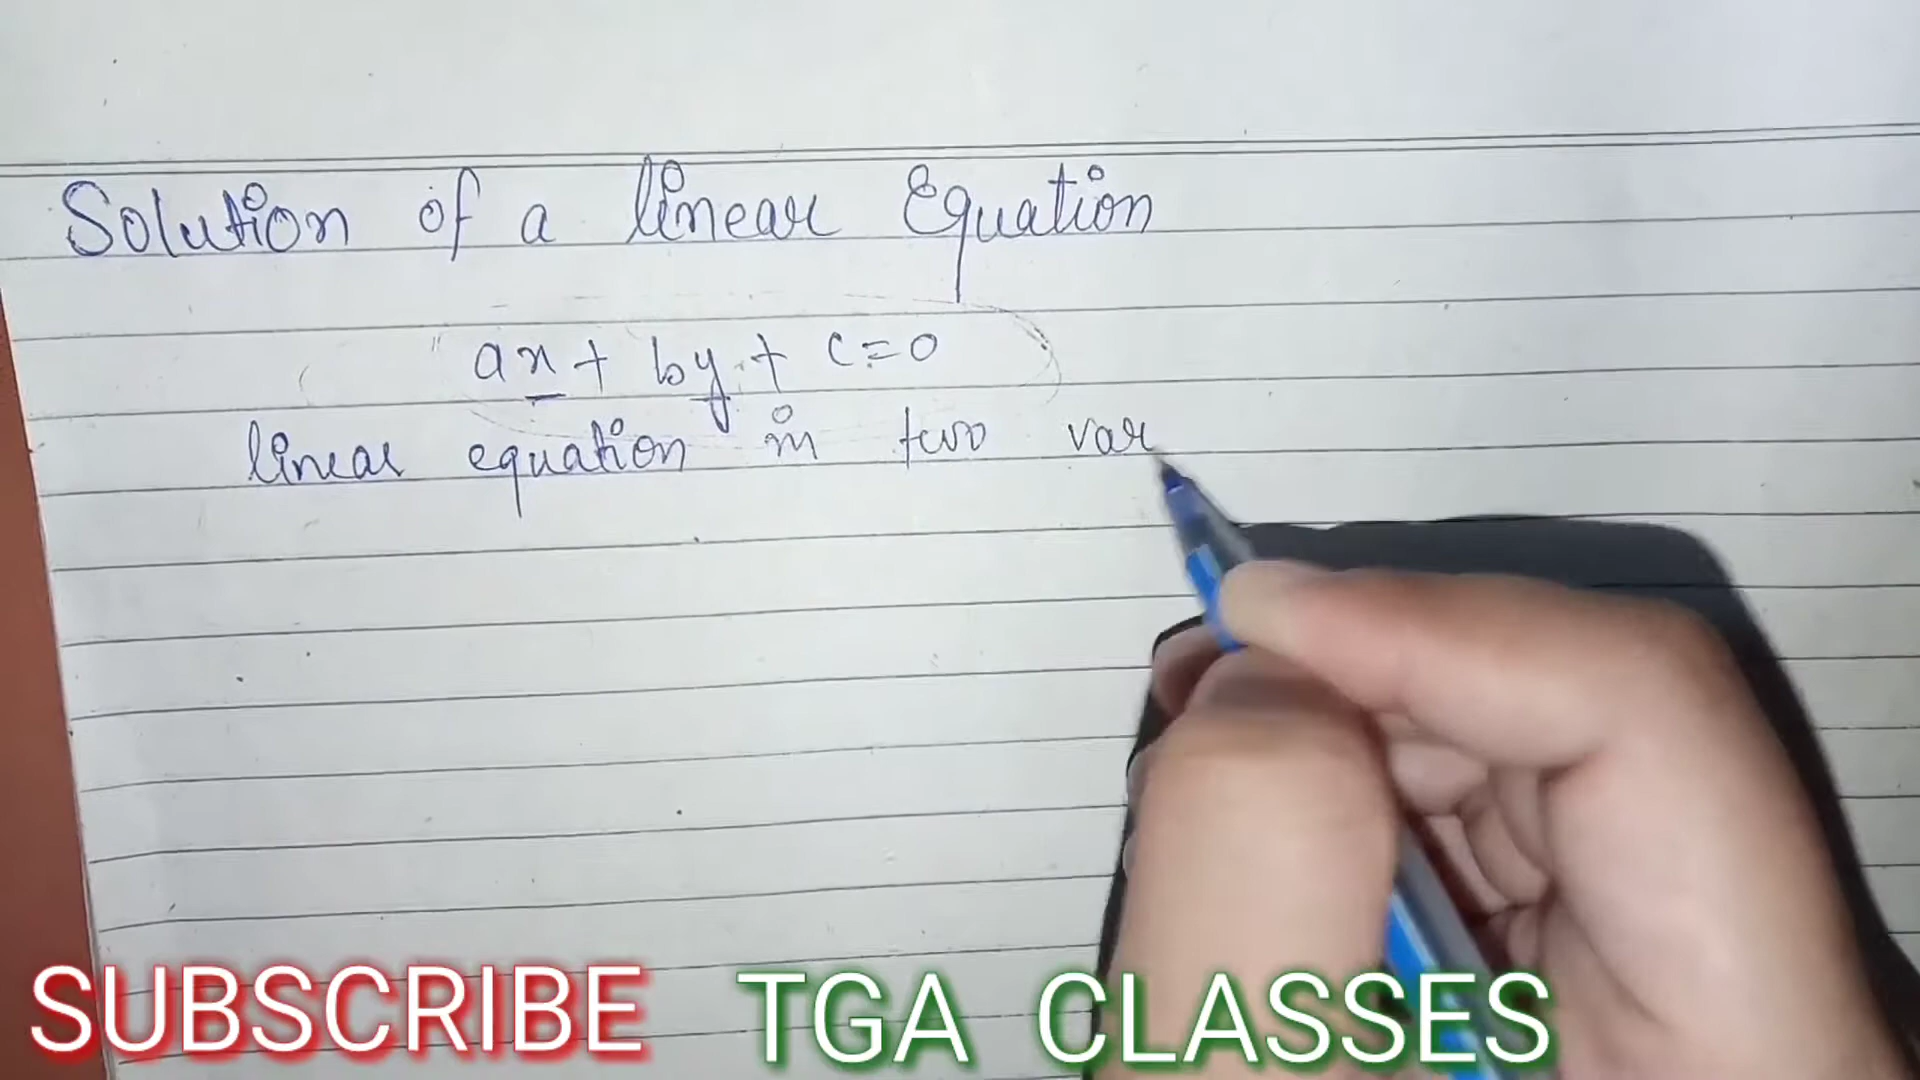 Solution of a linear Equation
ax + by + c = 0
linear equation in two var
SUBSCRIBE TGA CLASSES